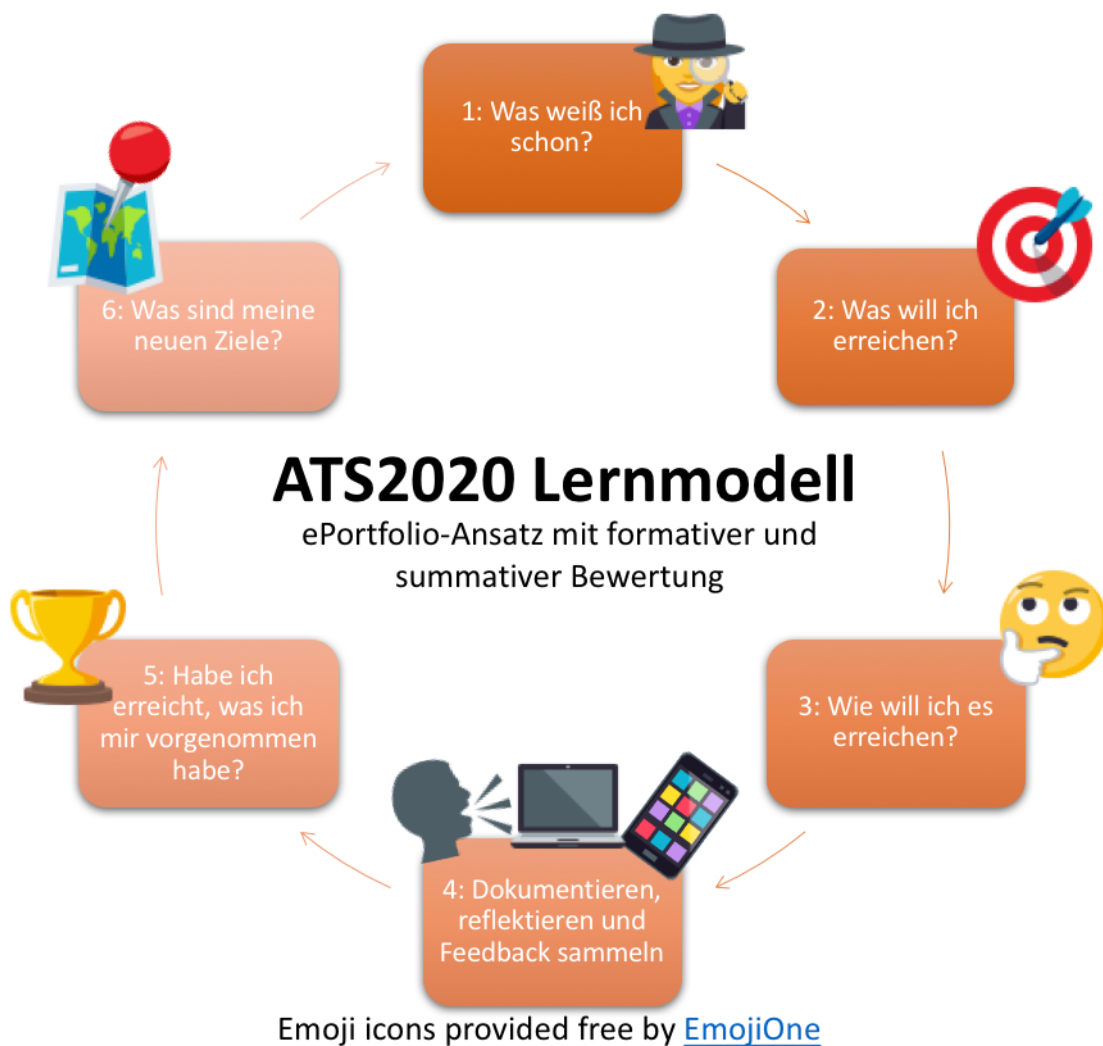 1: Was weiß ich
schon?
2: Was will ich
erreichen?
3: Wie will ich es
erreichen?
4: Dokumentieren,
reflektieren und
Feedback sammeln
5: Habe ich
erreicht, was ich
mir vorgenommen
habe?
6: Was sind meine
neuen Ziele?
ATS2020 Lernmodell
ePortfolio-Ansatz mit formativer und
summativer Bewertung
Emoji icons provided free by EmojiOne